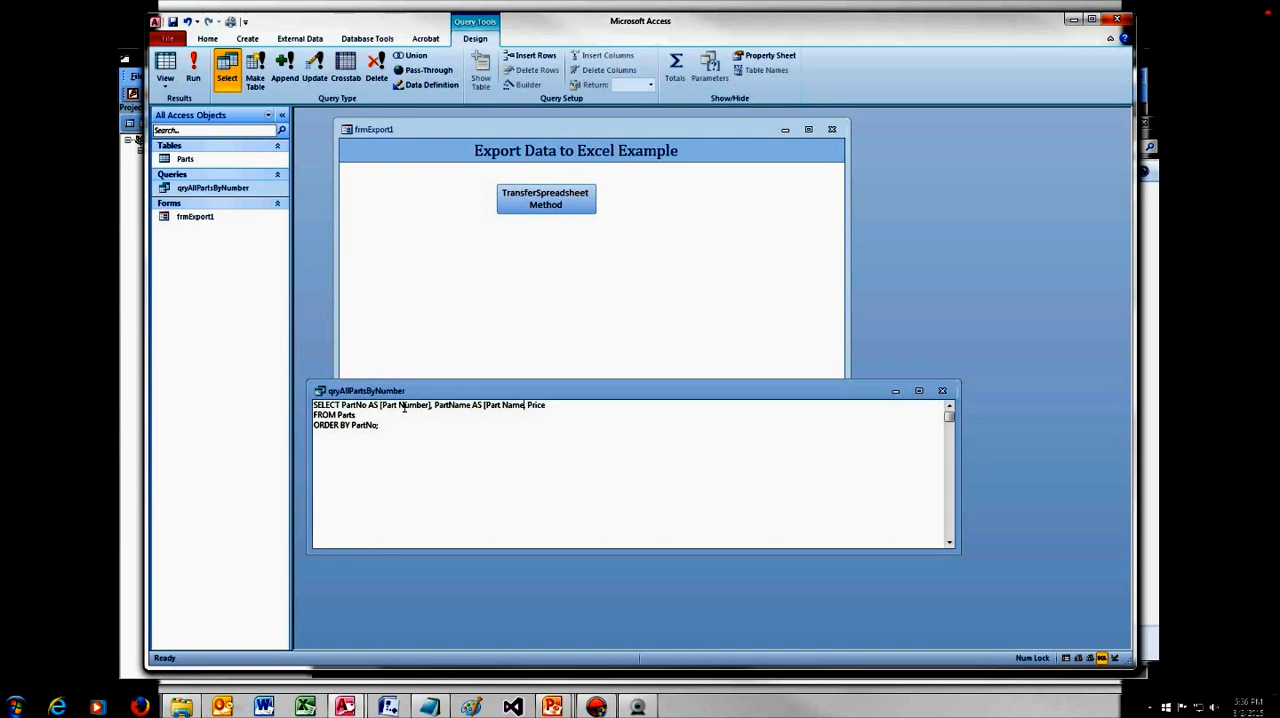 Query Tools
Microsoft Access
File
Home
Create
External Data
Database Tools
Acrobat
Design
View
Run
Select
Make Table
Append
Update
Crosstab
Delete
Union
Pass-Through
Data Definition
Show Table
Insert Rows
Delete Rows
Builder
Insert Columns
Delete Columns
Return:
Totals
Parameters
Property Sheet
Table Names
Results
Query Type
Query Setup
Show/Hide
All Access Objects
Search...
Tables
Parts
Queries
qryAllPartsByNumber
Forms
frmExport1
frmExport1
Export Data to Excel Example
TransferSpreadsheet
Method
qryAllPartsByNumber
SELECT PartNo AS [Part Number], PartName AS [Part Name, Price
FROM Parts
ORDER BY PartNo;
Ready
Num Lock
SQL
5:36 PM